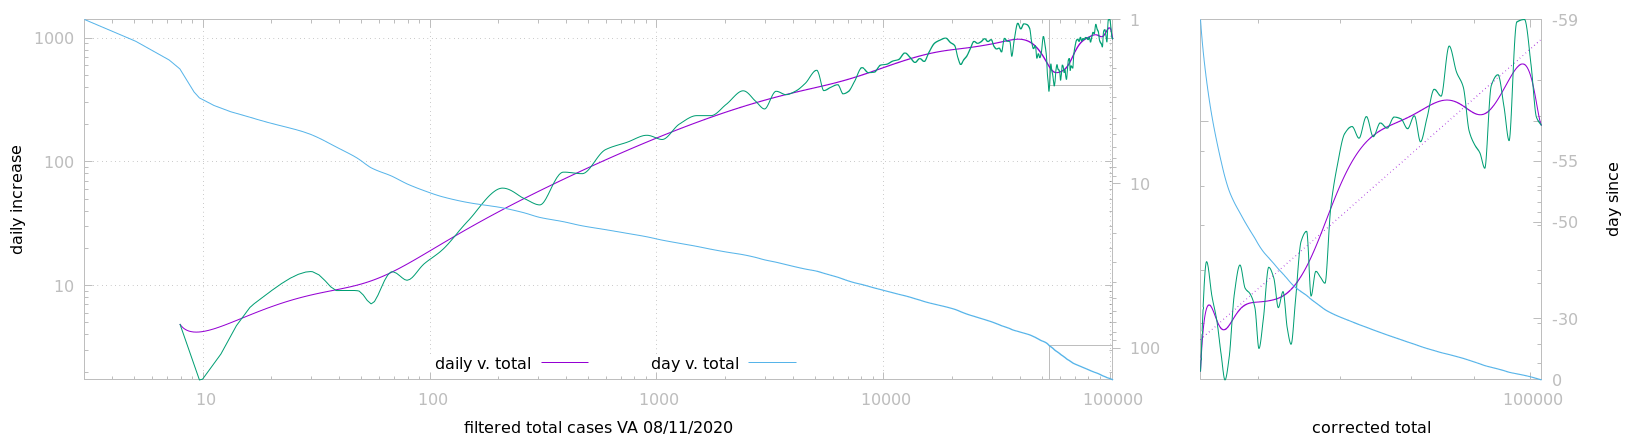 1000
100
10
daily increase
1
10
100
daily v. total
day v. total
10
100
1000
10000
100000
filtered total cases VA 08/11/2020
-59
-55
-50
-30
0
day since
100000
corrected total